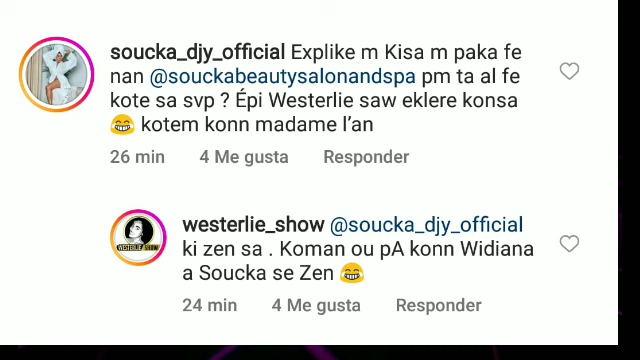 soucka_djy_official Explike m Kisa m paka fe
nan @souckabeautysalonandspa pm ta al fe
kote sa svp ? Épi Westerlie saw eklere konsa
😂 kotem konn madame l’an
26 min 4 Me gusta Responder
westerlie_show @soucka_djy_official
ki zen sa . Koman ou pA konn Widiana
a Soucka se Zen 😂
24 min 4 Me gusta Responder
WESTERLIE SHOW